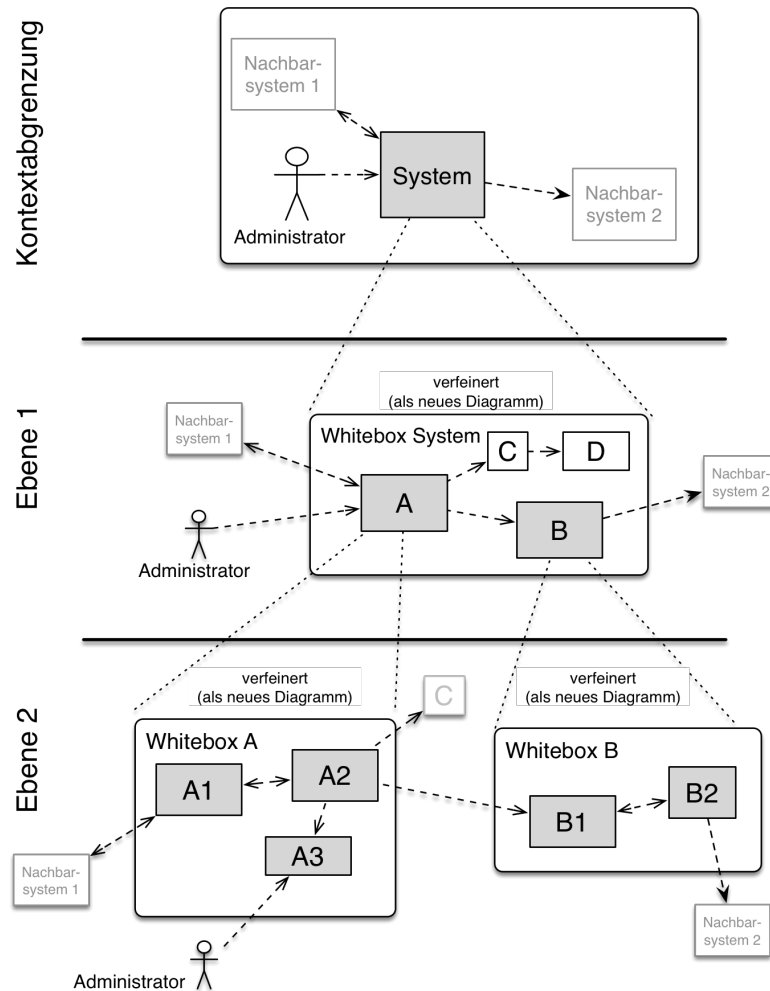 Kontextabgrenzung
Nachbar-
system 1
System
Nachbar-
system 2
Administrator
Ebene 1
verfeinert
(als neues Diagramm)
Nachbar-
system 1
Whitebox System
C
D
A
B
Nachbar-
system 2
Administrator
Ebene 2
verfeinert
(als neues Diagramm)
C
verfeinert
(als neues Diagramm)
Whitebox A
A1
A2
A3
Whitebox B
B1
B2
Nachbar-
system 1
Nachbar-
system 2
Administrator